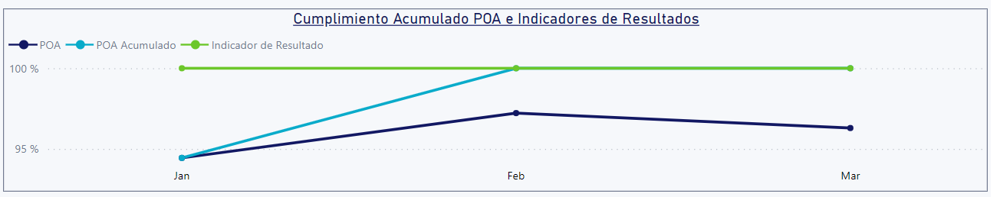 Cumplimiento Acumulado POA e Indicadores de Resultados
POA POA Acumulado Indicador de Resultado
100 %
95 %
Jan Feb Mar